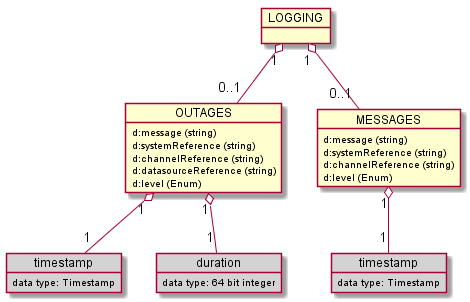 LOGGING
1
1
0..1
0..1
OUTAGES
d:message (string)
d:systemReference (string)
d:channelReference (string)
d:datasourceReference (string)
d:level (Enum)
MESSAGES
d:message (string)
d:systemReference (string)
d:channelReference (string)
d:level (Enum)
1
1
1
1
1
1
timestamp
data type: Timestamp
duration
data type: 64 bit integer
timestamp
data type: Timestamp